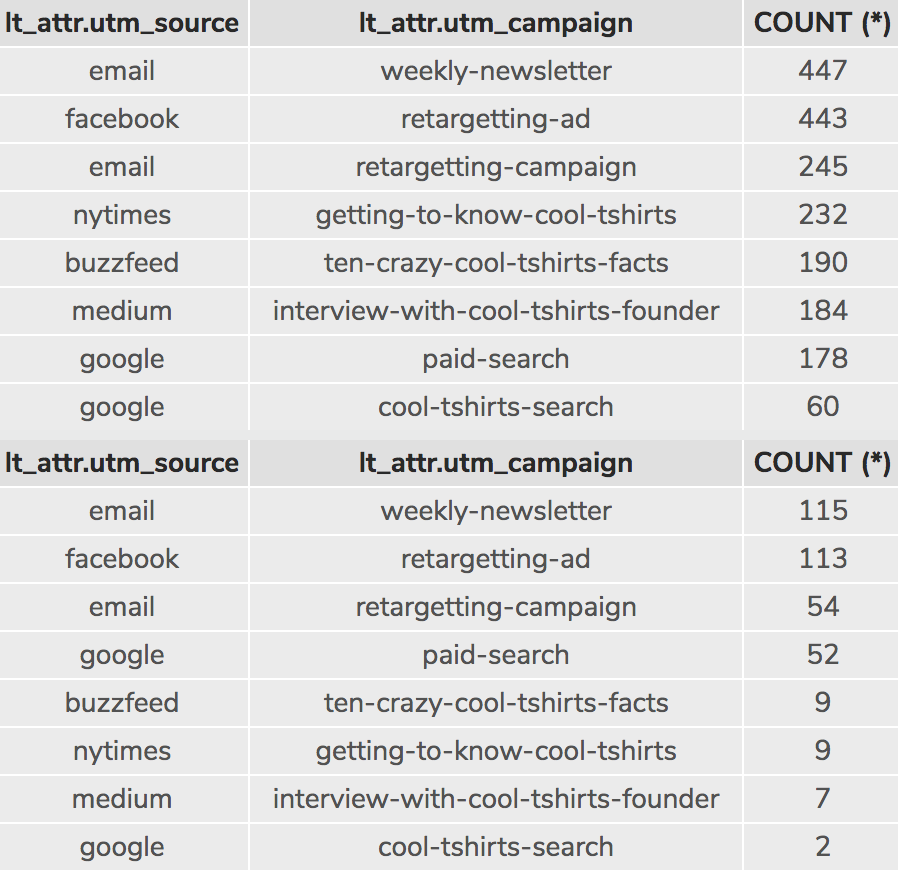 lt_attr.utm_source lt_attr.utm_campaign COUNT (*)
email weekly-newsletter 447
facebook retargetting-ad 443
email retargetting-campaign 245
nytimes getting-to-know-cool-tshirts 232
buzzfeed ten-crazy-cool-tshirts-facts 190
medium interview-with-cool-tshirts-founder 184
google paid-search 178
google cool-tshirts-search 60
lt_attr.utm_source lt_attr.utm_campaign COUNT (*)
email weekly-newsletter 115
facebook retargetting-ad 113
email retargetting-campaign 54
google paid-search 52
buzzfeed ten-crazy-cool-tshirts-facts 9
nytimes getting-to-know-cool-tshirts 9
medium interview-with-cool-tshirts-founder 7
google cool-tshirts-search 2